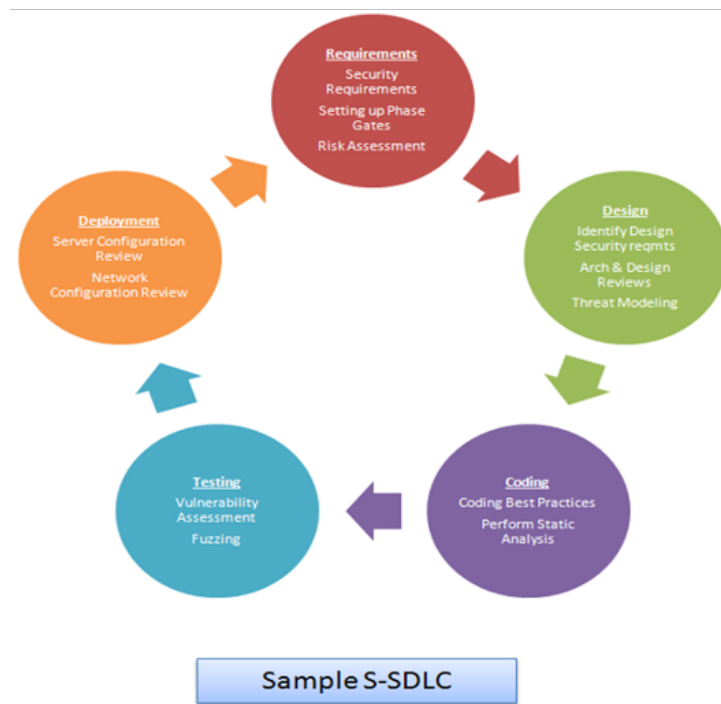 Requirements
Security
Requirements
Setting up Phase
Gates
Risk Assessment
Design
Identify Design
Security reqmts
Arch & Design
Reviews
Threat Modeling
Coding
Coding Best Practices
Perform Static
Analysis
Testing
Vulnerability
Assessment
Fuzzing
Deployment
Server Configuration
Review
Network
Configuration Review
Sample S-SDLC